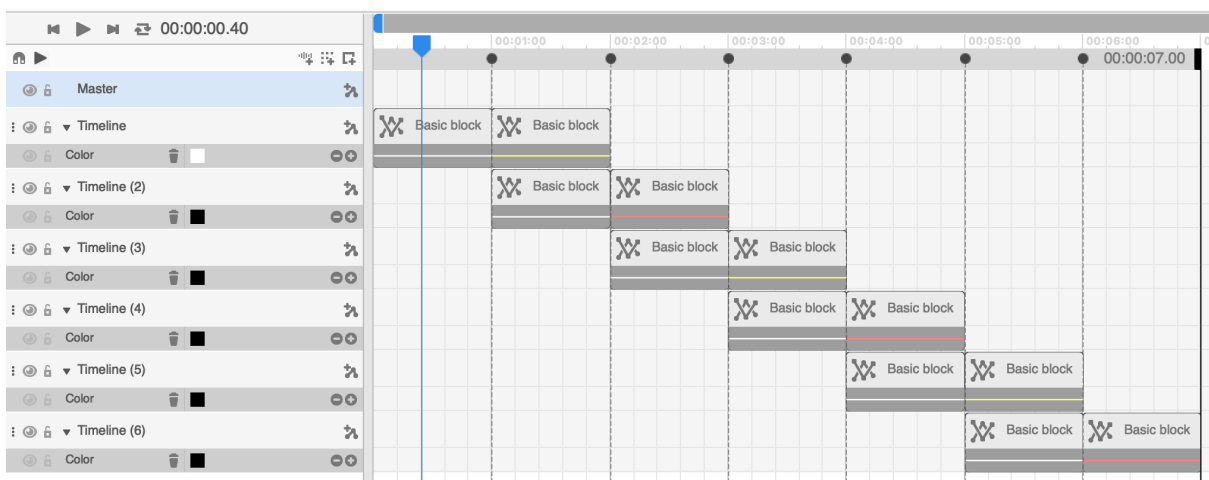 00:00:00.40
00:01:00 00:02:00 00:03:00 00:04:00 00:05:00 00:06:00
00:00:07.00
Master
Timeline Basic block Basic block
Color
Timeline (2) Basic block Basic block
Color
Timeline (3) Basic block Basic block
Color
Timeline (4) Basic block Basic block
Color
Timeline (5) Basic block Basic block
Color
Timeline (6) Basic block Basic block
Color